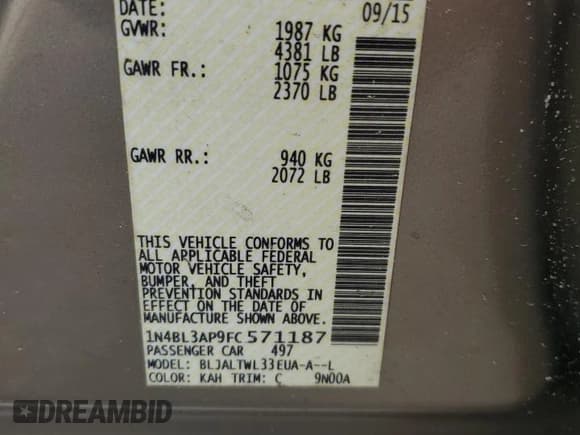 DATE: 09/15
GVWR: 1987 KG
4381 LB
GAWR FR.: 1075 KG
2370 LB
GAWR RR.: 940 KG
2072 LB
THIS VEHICLE CONFORMS TO
ALL APPLICABLE FEDERAL
MOTOR VEHICLE SAFETY,
BUMPER, AND THEFT
PREVENTION STANDARDS IN
EFFECT ON THE DATE OF
MANUFACTURE SHOWN ABOVE.
1N4BL3AP9FC571187
PASSENGER CAR 497
MODEL: BLJALTWL33EUA-A--L
COLOR: KAH TRIM: C 9N00A
DREAMBID